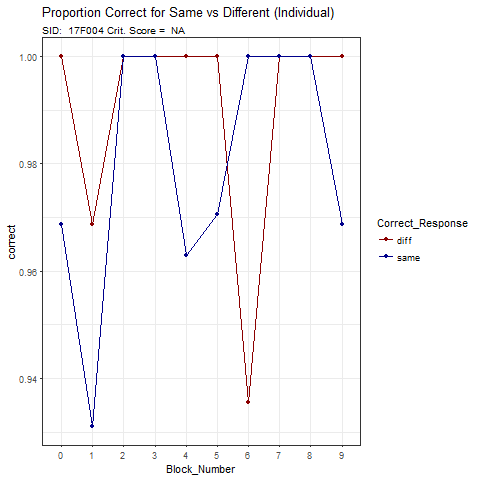 Proportion Correct for Same vs Different (Individual)
SID:  17F004 Crit. Score =  NA
1.00
0.98
0.96
0.94
correct
0 1 2 3 4 5 6 7 8 9
Block_Number
Correct_Response
diff
same